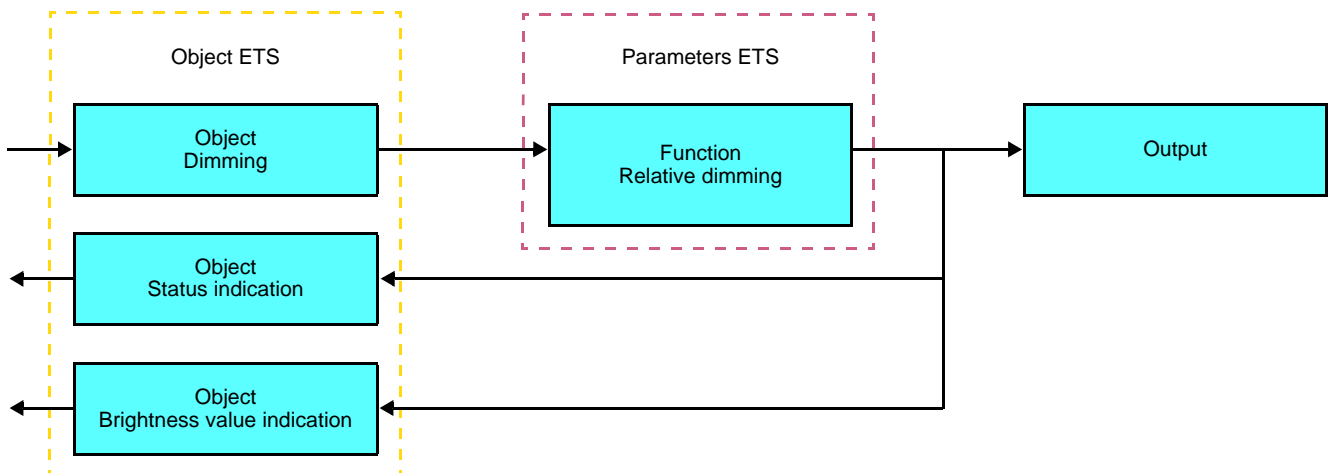 Object ETS
Parameters ETS
Object
Dimming
Function
Relative dimming
Output
Object
Status indication
Object
Brightness value indication